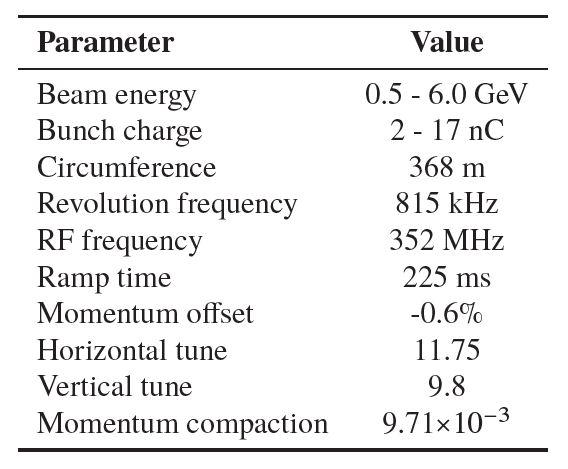 Parameter Value
Beam energy 0.5 - 6.0 GeV
Bunch charge 2 - 17 nC
Circumference 368 m
Revolution frequency 815 kHz
RF frequency 352 MHz
Ramp time 225 ms
Momentum offset -0.6%
Horizontal tune 11.75
Vertical tune 9.8
Momentum compaction 9.71×10⁻³